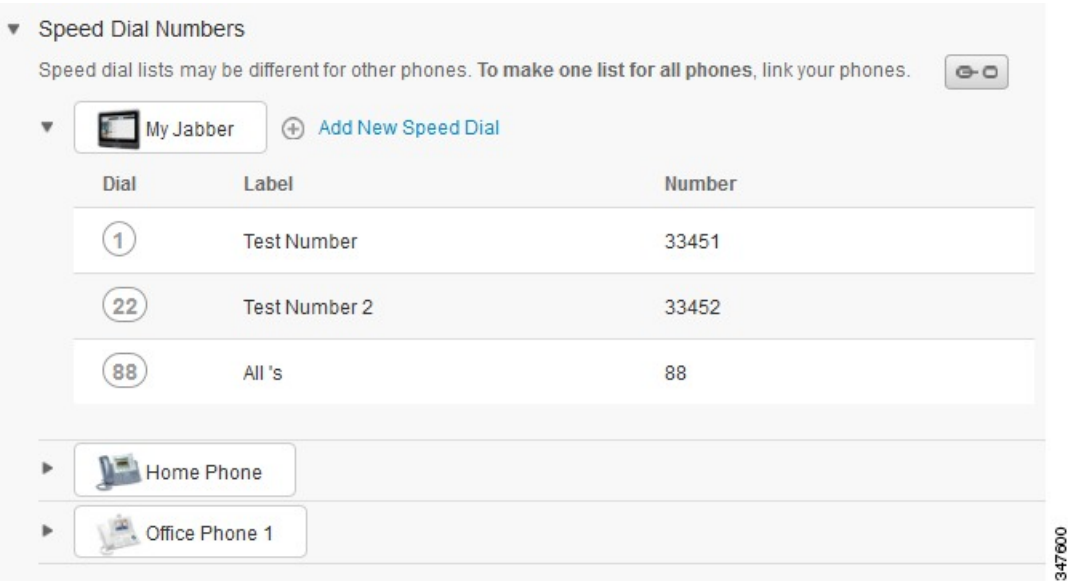 Speed Dial Numbers
Speed dial lists may be different for other phones. To make one list for all phones, link your phones.
My Jabber Add New Speed Dial
Dial Label Number
1 Test Number 33451
22 Test Number 2 33452
88 All 's 88
Home Phone
Office Phone 1
347600